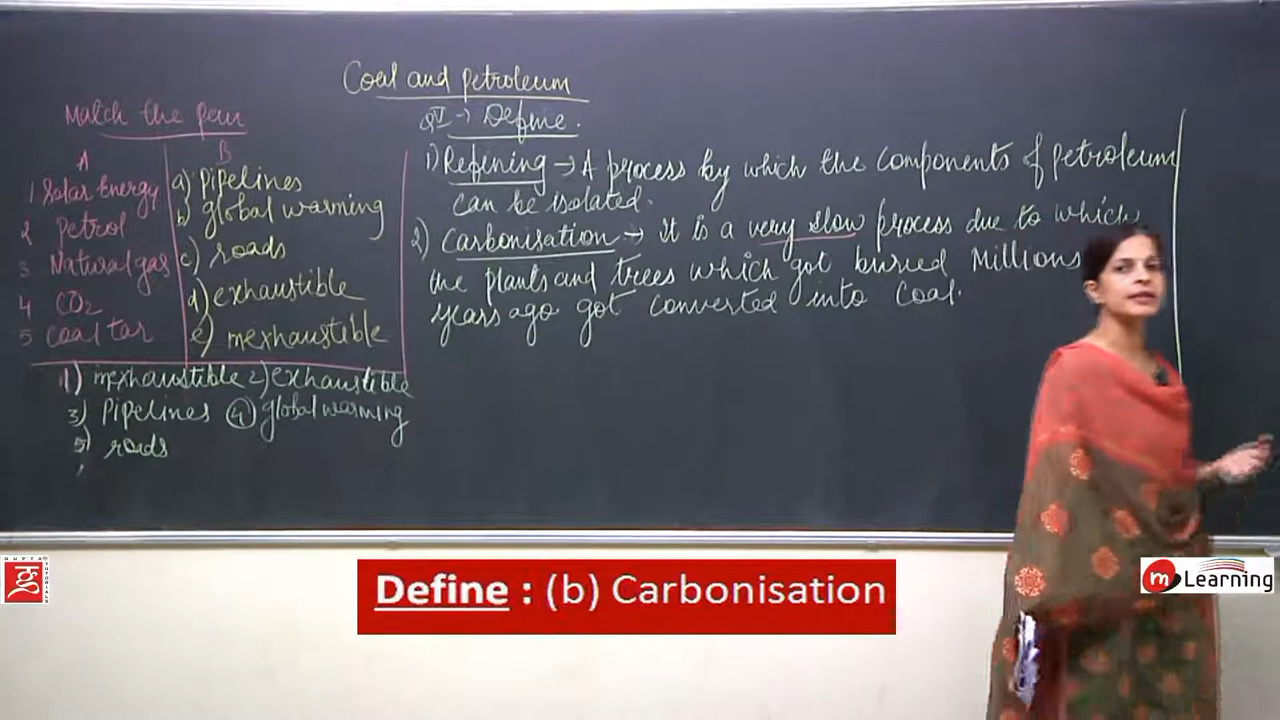 Coal and petroleum
Match the pair
A
B
1 Solar Energy
2 Petrol
3 Natural gas
4 CO₂
5 Coal tar
a) pipelines
b) global warming
c) roads
d) exhaustible
e) inexhaustible
1) inexhaustible 2) exhaustible
3) Pipelines ④ global warming
5) roads
QV → Define.
1) Refining → A process by which the components of petroleum
can be isolated.
2) Carbonisation → it is a very slow process due to which
the plants and trees which got buried Millions
years ago got converted into coal.
Define : (b) Carbonisation
GUPTA®
TUTORIALS
m Learning